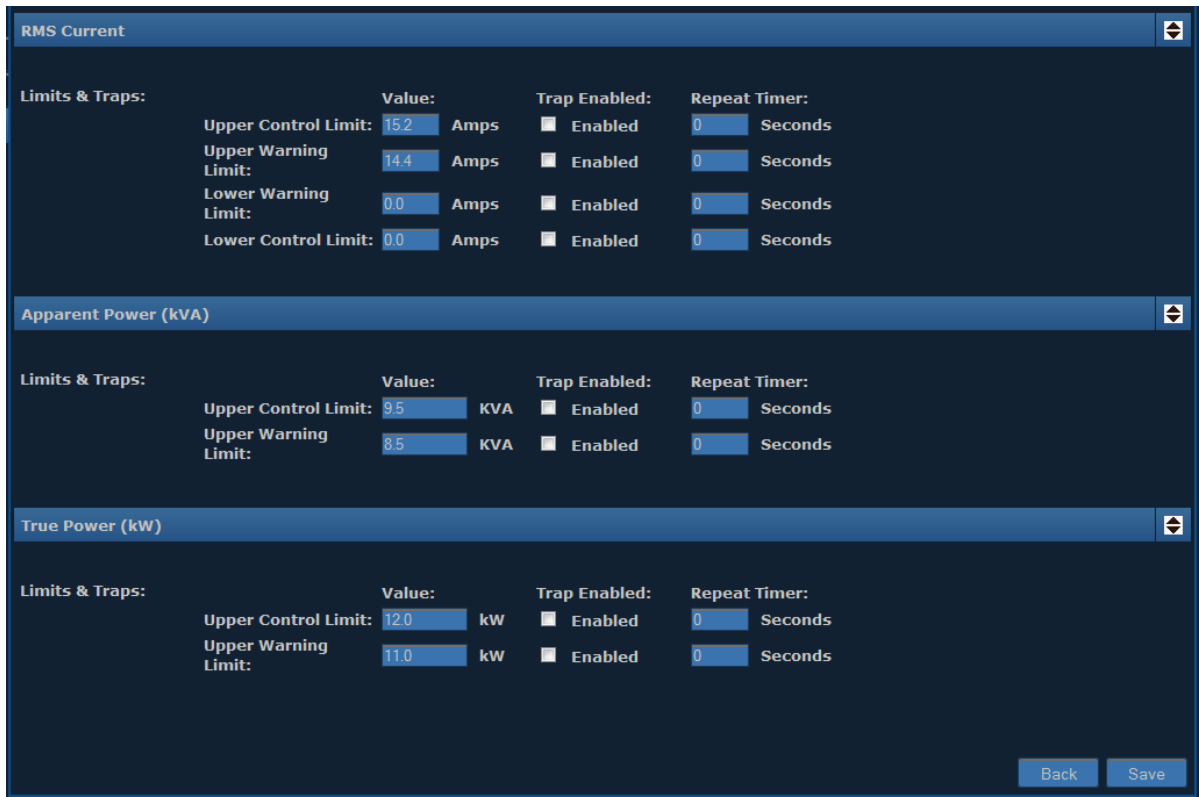 RMS Current
Limits & Traps: Value: Trap Enabled: Repeat Timer:
Upper Control Limit: 15.2 Amps Enabled 0 Seconds
Upper Warning
Limit: 14.4 Amps Enabled 0 Seconds
Lower Warning
Limit: 0.0 Amps Enabled 0 Seconds
Lower Control Limit: 0.0 Amps Enabled 0 Seconds
Apparent Power (kVA)
Limits & Traps: Value: Trap Enabled: Repeat Timer:
Upper Control Limit: 9.5 KVA Enabled 0 Seconds
Upper Warning
Limit: 8.5 KVA Enabled 0 Seconds
True Power (kW)
Limits & Traps: Value: Trap Enabled: Repeat Timer:
Upper Control Limit: 12.0 kW Enabled 0 Seconds
Upper Warning
Limit: 11.0 kW Enabled 0 Seconds
Back Save